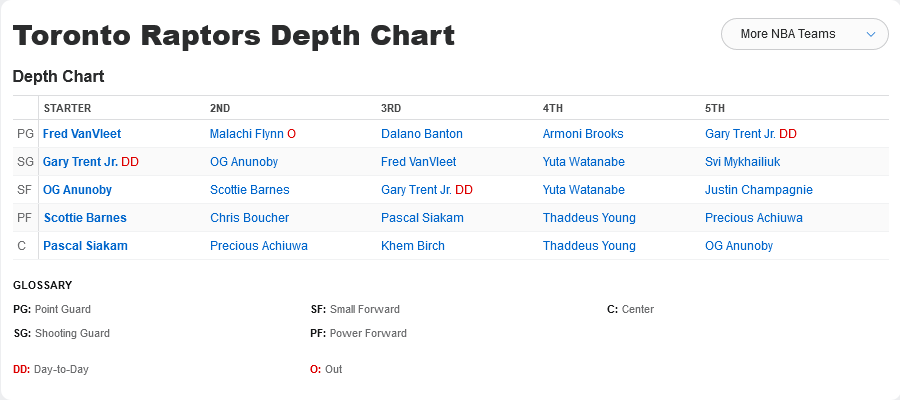 Toronto Raptors Depth Chart
More NBA Teams
Depth Chart
STARTER 2ND 3RD 4TH 5TH
PG Fred VanVleet Malachi Flynn O Dalano Banton Armoni Brooks Gary Trent Jr. DD
SG Gary Trent Jr. DD OG Anunoby Fred VanVleet Yuta Watanabe Svi Mykhailiuk
SF OG Anunoby Scottie Barnes Gary Trent Jr. DD Yuta Watanabe Justin Champagnie
PF Scottie Barnes Chris Boucher Pascal Siakam Thaddeus Young Precious Achiuwa
C Pascal Siakam Precious Achiuwa Khem Birch Thaddeus Young OG Anunoby
GLOSSARY
PG: Point Guard SF: Small Forward C: Center
SG: Shooting Guard PF: Power Forward
DD: Day-to-Day O: Out